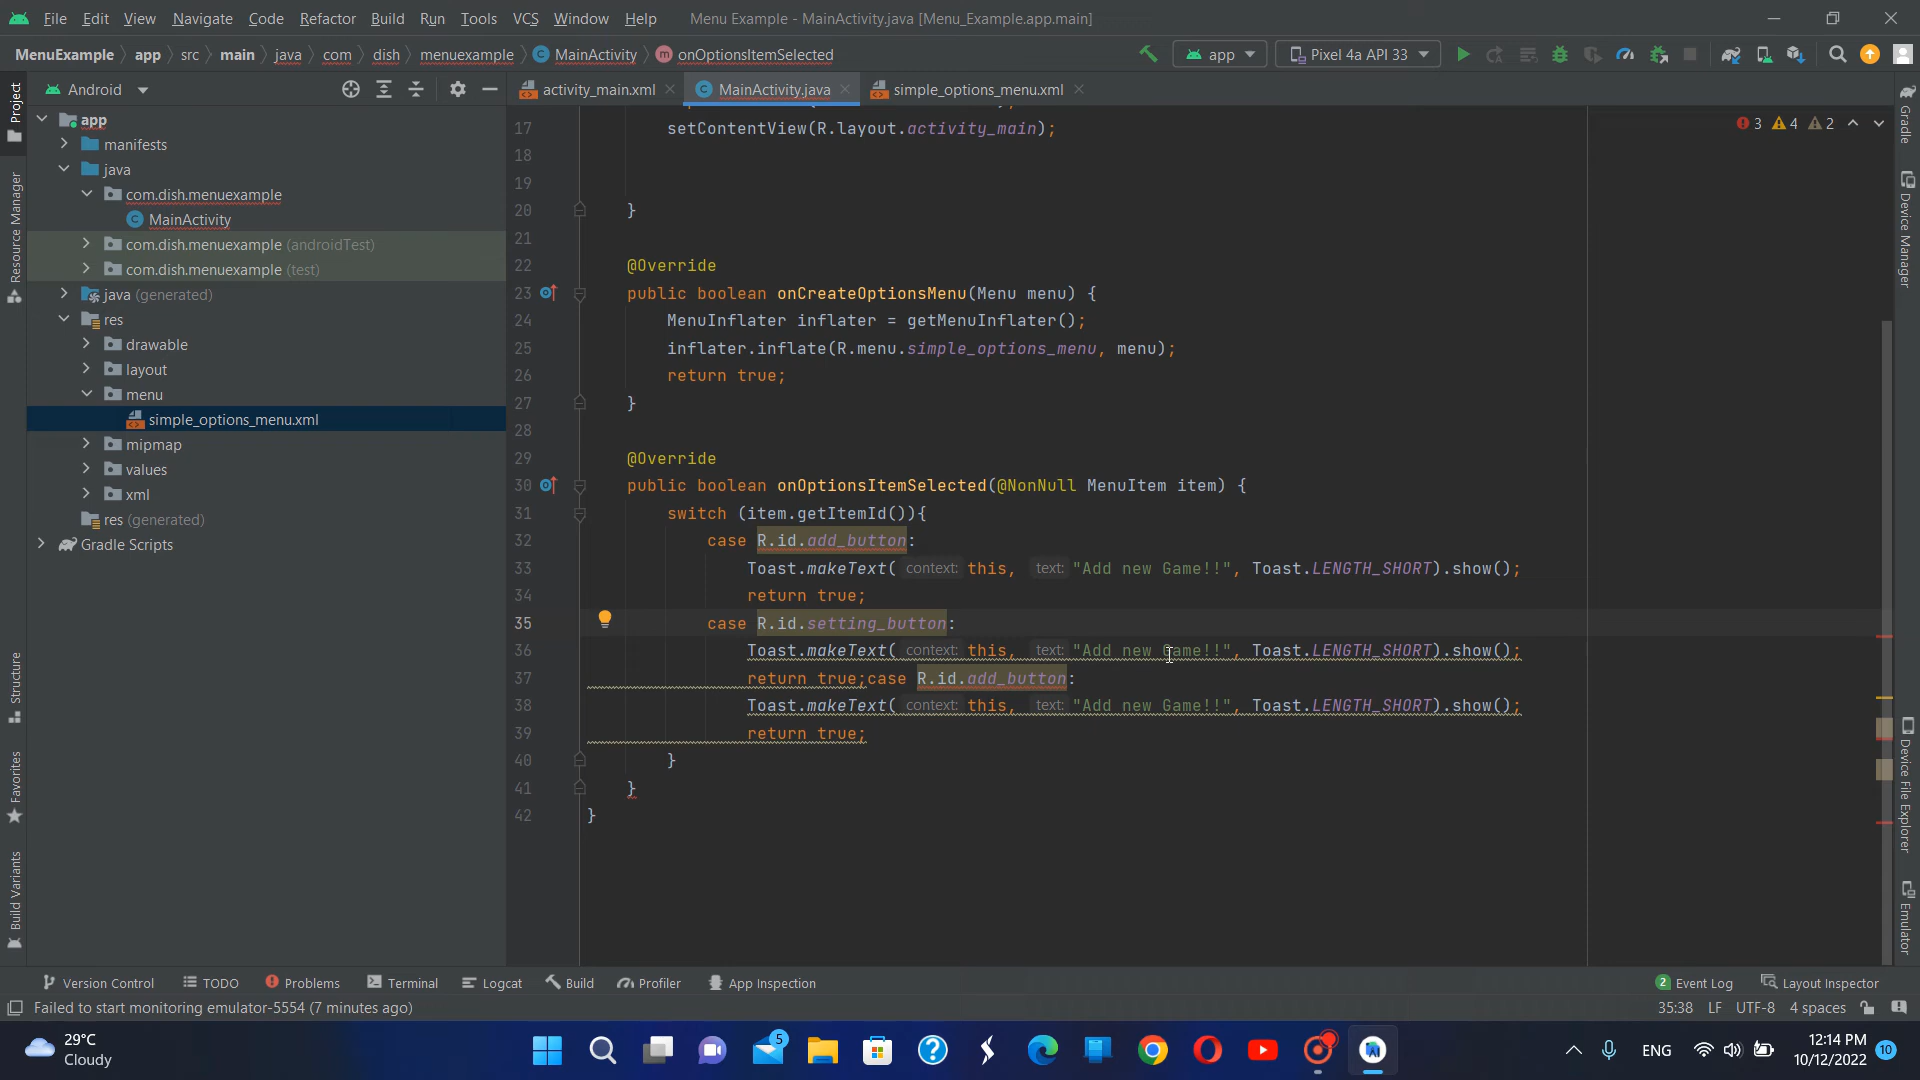 File Edit View Navigate Code Refactor Build Run Tools VCS Window Help Menu Example - MainActivity.java [Menu_Example.app.main]
MenuExample app src main java com dish menuexample MainActivity onOptionsItemSelected app Pixel 4a API 33
Android activity_main.xml MainActivity.java simple_options_menu.xml
Project
Resource Manager
Structure
Favorites
Build Variants
app
manifests
java
com.dish.menuexample
MainActivity
com.dish.menuexample (androidTest)
com.dish.menuexample (test)
java (generated)
res
drawable
layout
menu
simple_options_menu.xml
mipmap
values
xml
res (generated)
Gradle Scripts
3 4 2
17 setContentView(R.layout.activity_main);
18
19
20 }
21
22 @Override
23 public boolean onCreateOptionsMenu(Menu menu) {
24 MenuInflater inflater = getMenuInflater();
25 inflater.inflate(R.menu.simple_options_menu, menu);
26 return true;
27 }
28
29 @Override
30 public boolean onOptionsItemSelected(@NonNull MenuItem item) {
31 switch (item.getItemId()){
32 case R.id.add_button:
33 Toast.makeText( context: this, text: "Add new Game!!", Toast.LENGTH_SHORT).show();
34 return true;
35 case R.id.setting_button:
36 Toast.makeText( context: this, text: "Add new Game!!", Toast.LENGTH_SHORT).show();
37 return true;case R.id.add_button:
38 Toast.makeText( context: this, text: "Add new Game!!", Toast.LENGTH_SHORT).show();
39 return true;
40 }
41 }
42 }
Gradle
Device Manager
Device File Explorer
Emulator
Version Control TODO Problems Terminal Logcat Build Profiler App Inspection 2 Event Log Layout Inspector
Failed to start monitoring emulator-5554 (7 minutes ago) 35:38 LF UTF-8 4 spaces
29°C
Cloudy
5
ENG
12:14 PM
10/12/2022
10